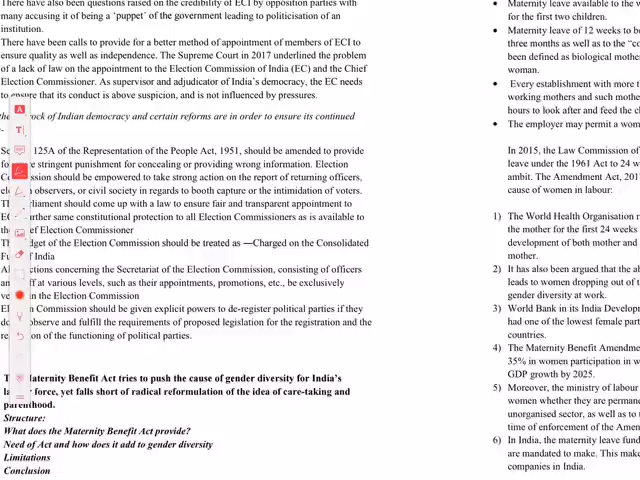 There have also been questions raised on the credibility of ECI by opposition parties with
many accusing it of being a ‘puppet’ of the government leading to politicisation of an
institution.
There have been calls to provide for a better method of appointment of members of ECI to
ensure quality as well as independence. The Supreme Court in 2017 underlined the problem
of a lack of law on the appointment to the Election Commission of India (EC) and the Chief
Election Commissioner. As supervisor and adjudicator of India’s democracy, the EC needs
to ensure that its conduct is above suspicion, and is not influenced by pressures.
rock of Indian democracy and certain reforms are in order to ensure its continued
125A of the Representation of the People Act, 1951, should be amended to provide
stringent punishment for concealing or providing wrong information. Election
should be empowered to take strong action on the report of returning officers,
observers, or civil society in regards to booth capture or the intimidation of voters.
should come up with a law to ensure fair and transparent appointment to
same constitutional protection to all Election Commissioners as is available to
Election Commissioner
of the Election Commission should be treated as —Charged on the Consolidated
India
concerning the Secretariat of the Election Commission, consisting of officers
at various levels, such as their appointments, promotions, etc., be exclusively
in the Election Commission
should be given explicit powers to de-register political parties if they
observe and fulfill the requirements of proposed legislation for the registration and the
of the functioning of political parties.
Maternity Benefit Act tries to push the cause of gender diversity for India’s
force, yet falls short of radical reformulation of the idea of care-taking and
parenthood.
Structure:
What does the Maternity Benefit Act provide?
Need of Act and how does it add to gender diversity
Limitations
Conclusion
• Maternity leave available to the w
for the first two children.
• Maternity leave of 12 weeks to be
three months as well as to the “co
been defined as biological mothe
woman.
• Every establishment with more t
working mothers and such mothe
hours to look after and feed the c
• The employer may permit a wom
In 2015, the Law Commission of
leave under the 1961 Act to 24 w
ambit. The Amendment Act, 201
cause of women in labour:
1) The World Health Organisation r
the mother for the first 24 weeks
development of both mother and
mother.
2) It has also been argued that the ab
leads to women dropping out of t
gender diversity at work.
3) World Bank in its India Develop
had one of the lowest female part
countries.
4) The Maternity Benefit Amendme
35% in women participation in w
GDP growth by 2025.
5) Moreover, the ministry of labour
women whether they are permane
unorganised sector, as well as to t
time of enforcement of the Amen
6) In India, the maternity leave fund
are mandated to make. This make
companies in India.